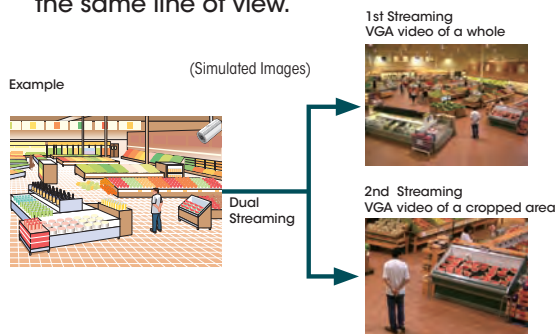 the same line of view.
1st Streaming
VGA video of a whole
(Simulated Images)
Example
Dual
Streaming
2nd  Streaming
VGA video of a cropped area